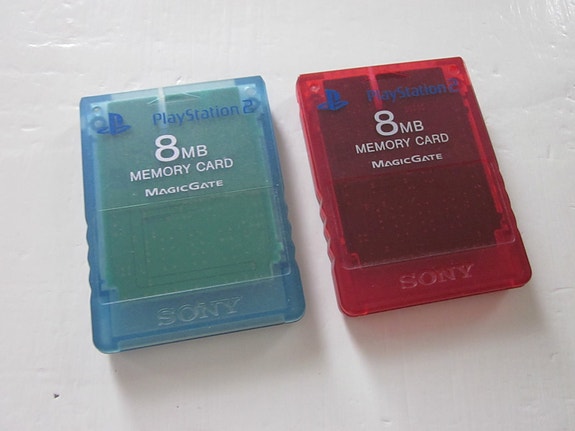 PlayStation 2
8MB
MEMORY CARD
MAGICGATE
SONY
PlayStation 2
8MB
MEMORY CARD
MAGICGATE
SONY